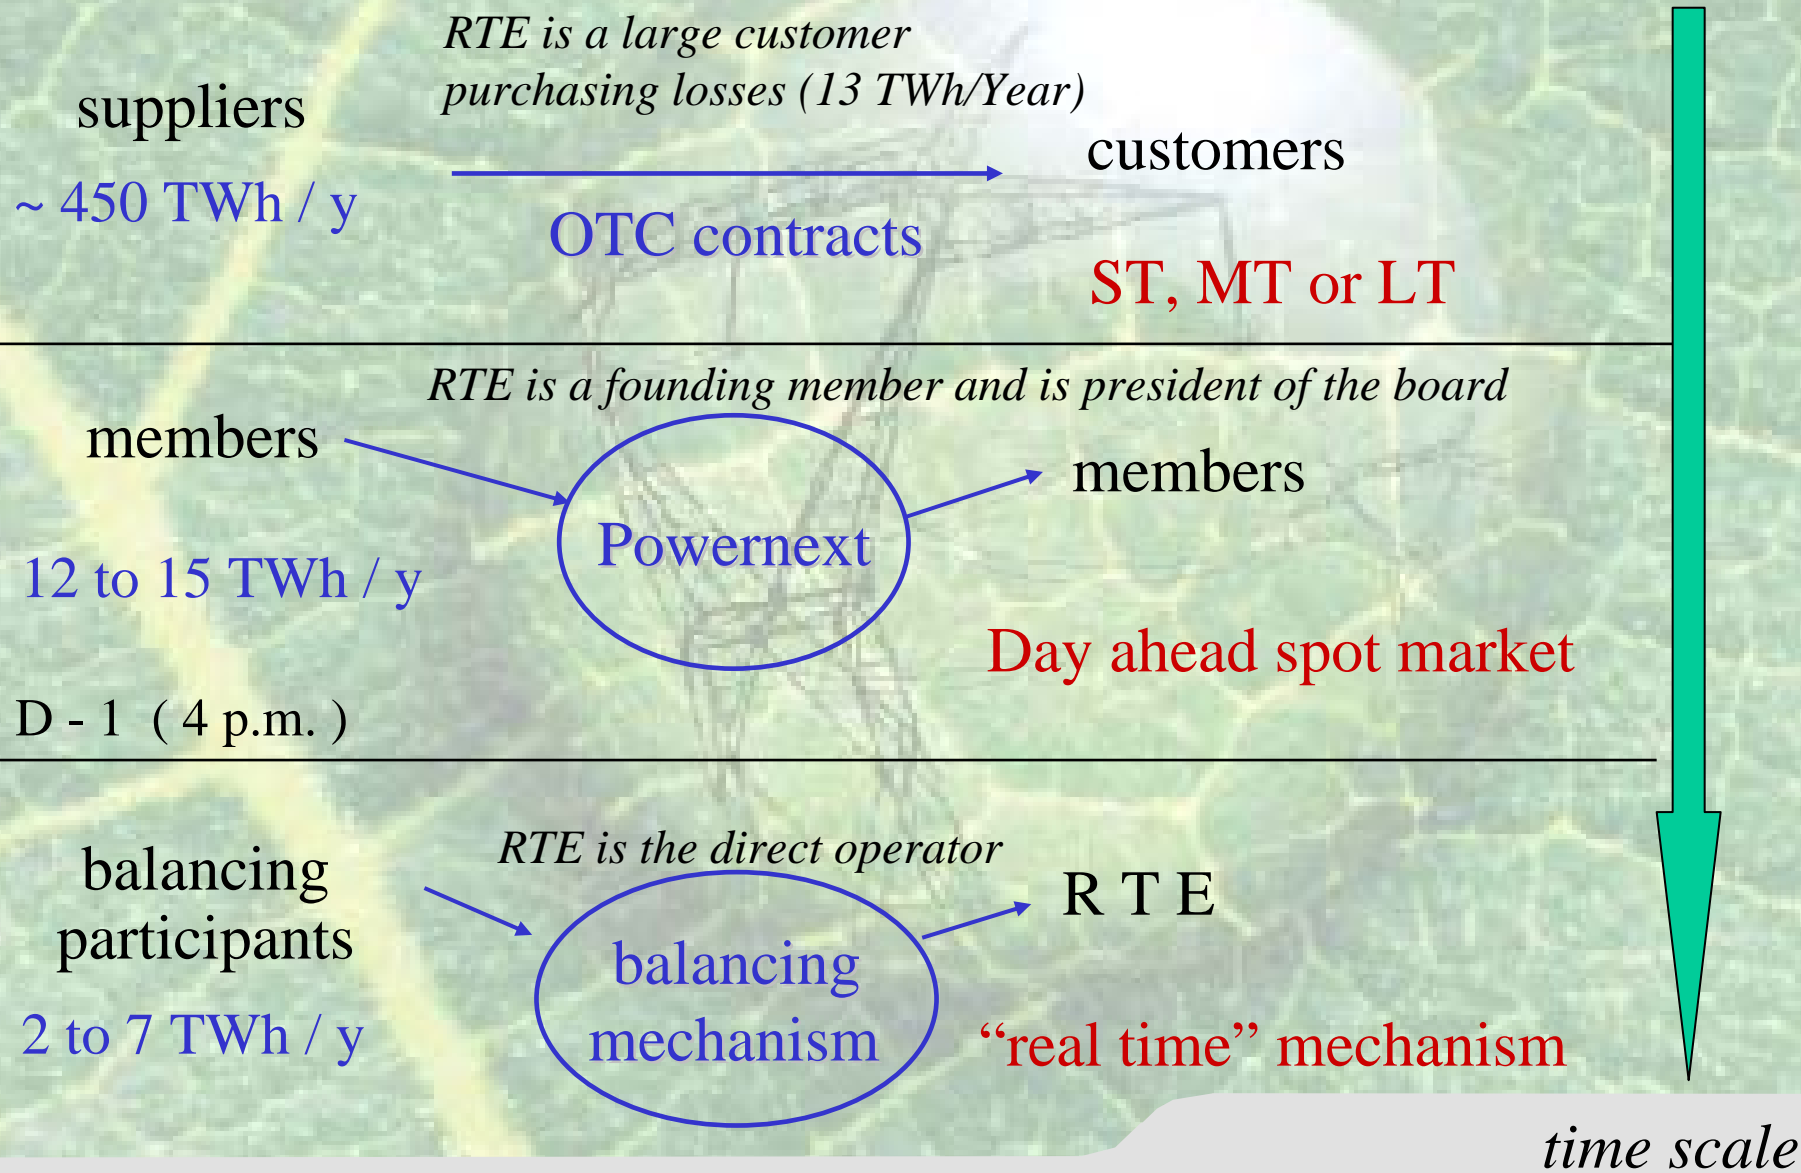 RTE is a large customer
purchasing losses (13 TWh/Year)
suppliers
customers
~ 450 TWh / y
OTC contracts
ST, MT or LT
RTE is a founding member and is president of the board
members
members
Powernext
12 to 15 TWh / y
Day ahead spot market
D - 1 ( 4 p.m. )
RTE is the direct operator
balancing
participants
R T E
balancing
mechanism
2 to 7 TWh / y
“real time” mechanism
time scale